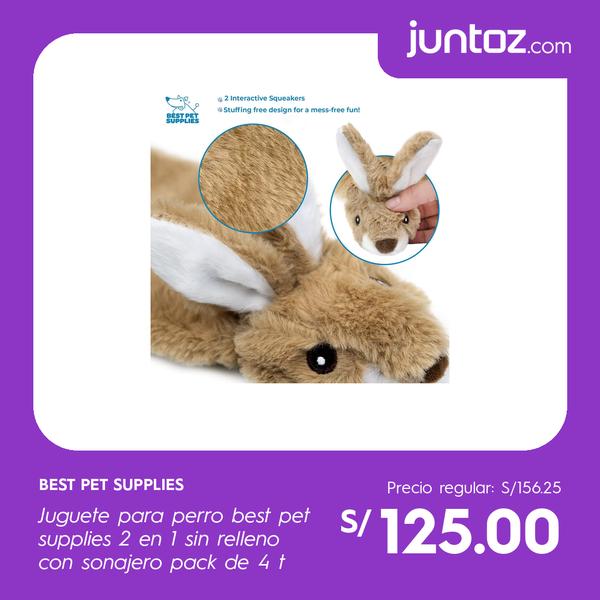 juntoz.com
2 Interactive Squeakers
Stuffing free design for a mess-free fun!
BEST PET
SUPPLIES
BEST PET SUPPLIES
Juguete para perro best pet
supplies 2 en 1 sin relleno
con sonajero pack de 4 t
Precio regular: S/156.25
S/125.00